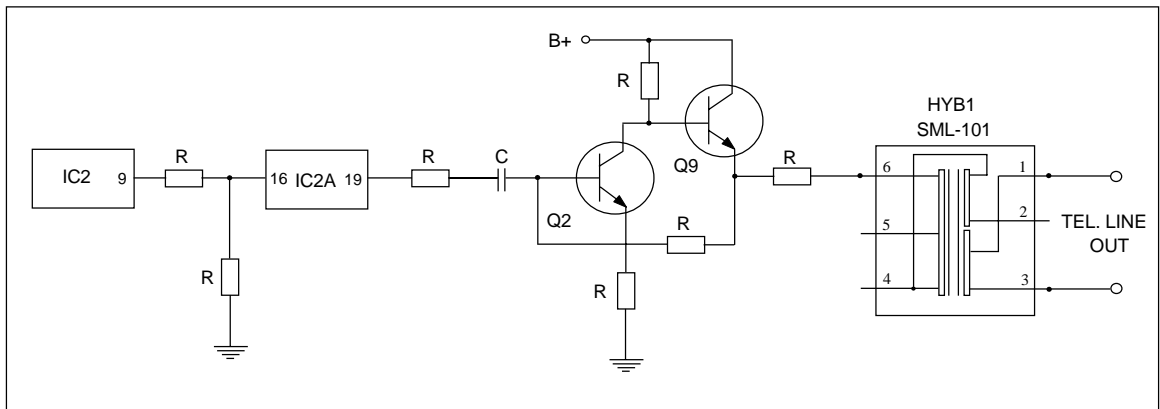 B+
R
HYB1
SML-101
R
IC2
9
R
16
IC2A
19
R
C
Q9
R
6
1
Q2
5
2
TEL. LINE
OUT
R
R
4
3